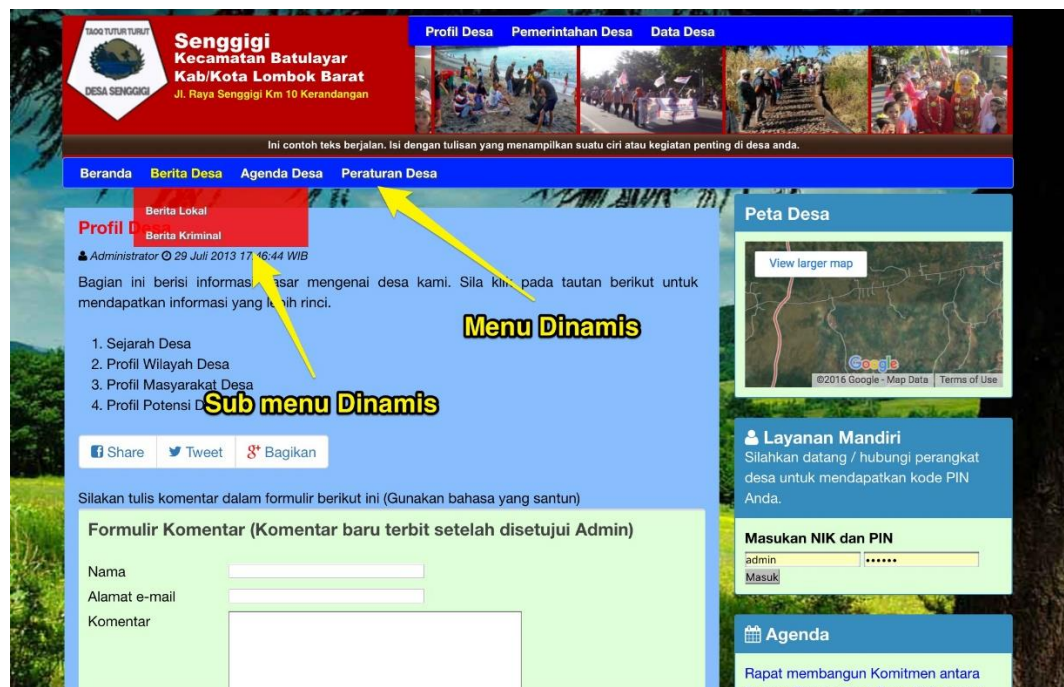 TAOQ TUTUR TURUT
DESA SENGGIGI
Senggigi
Kecamatan Batulayar
Kab/Kota Lombok Barat
Jl. Raya Senggigi Km 10 Kerandangan
Profil Desa Pemerintahan Desa Data Desa
Ini contoh teks berjalan. Isi dengan tulisan yang menampilkan suatu ciri atau kegiatan penting di desa anda.
Beranda Berita Desa Agenda Desa Peraturan Desa
Berita Lokal
Berita Kriminal
Profil Desa
Administrator 29 Juli 2013 17:46:44 WIB
Bagian ini berisi informasi dasar mengenai desa kami. Sila klik pada tautan berikut untuk
mendapatkan informasi yang lebih rinci.
Menu Dinamis
1. Sejarah Desa
2. Profil Wilayah Desa
3. Profil Masyarakat Desa
4. Profil Potensi D
Sub menu Dinamis
Share Tweet Bagikan
Silakan tulis komentar dalam formulir berikut ini (Gunakan bahasa yang santun)
Formulir Komentar (Komentar baru terbit setelah disetujui Admin)
Nama
Alamat e-mail
Komentar
Peta Desa
View larger map
Google
©2016 Google - Map Data Terms of Use
Layanan Mandiri
Silahkan datang / hubungi perangkat
desa untuk mendapatkan kode PIN
Anda.
Masukan NIK dan PIN
admin ••••••
Masuk
Agenda
Rapat membangun Komitmen antara